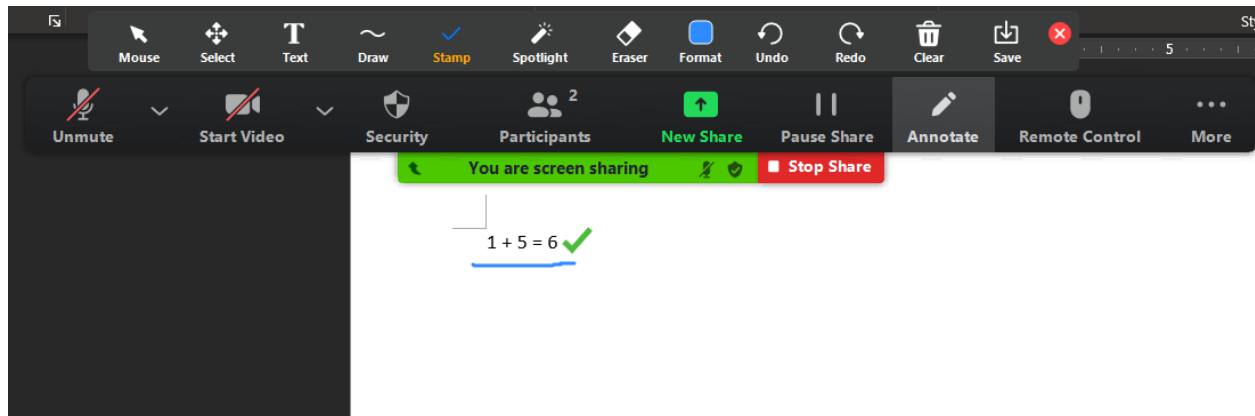 Sty
Mouse Select Text Draw Stamp Spotlight Eraser Format Undo Redo Clear Save
5
2
Unmute Start Video Security Participants New Share Pause Share Annotate Remote Control More
You are screen sharing Stop Share
1 + 5 = 6